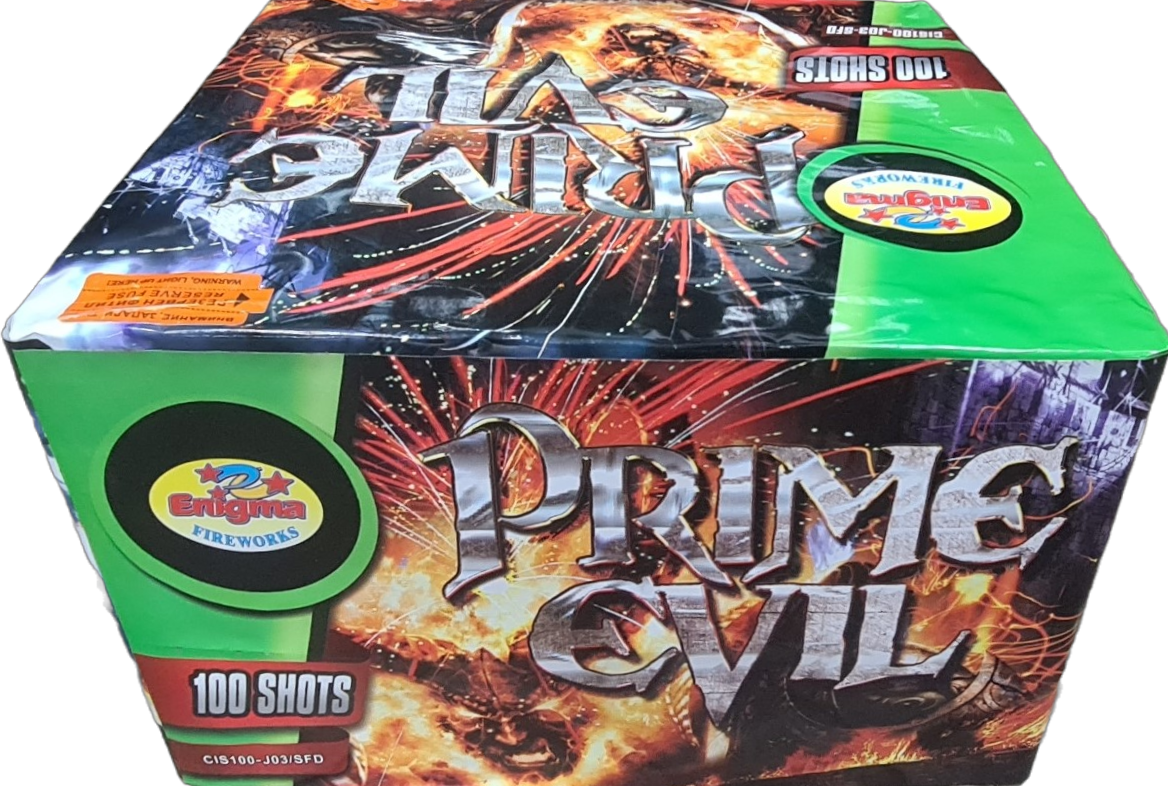 CIS100-J03-SFD
100 SHOTS
PRIME
EVIL
Enigma
FIREWORKS
WARNING, LIGHT UP HERE!
RESERVE FUSE
Enigma
FIREWORKS
PRIME
EVIL
100 SHOTS
CIS100-J03/SFD